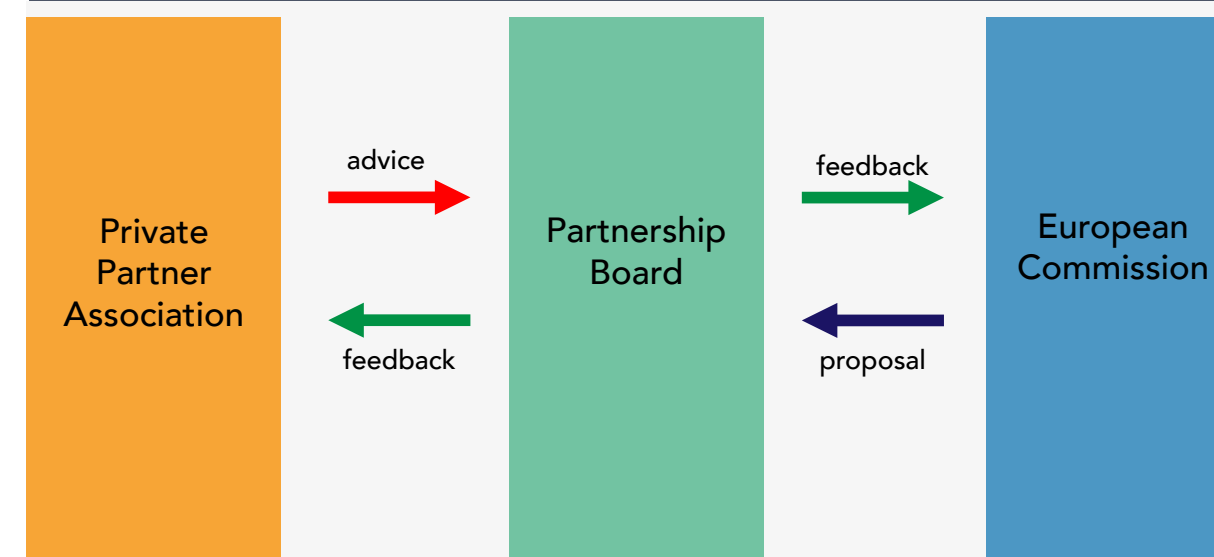 advice
feedback
Private
Partner
Association
Partnership
Board
European
Commission
feedback
proposal